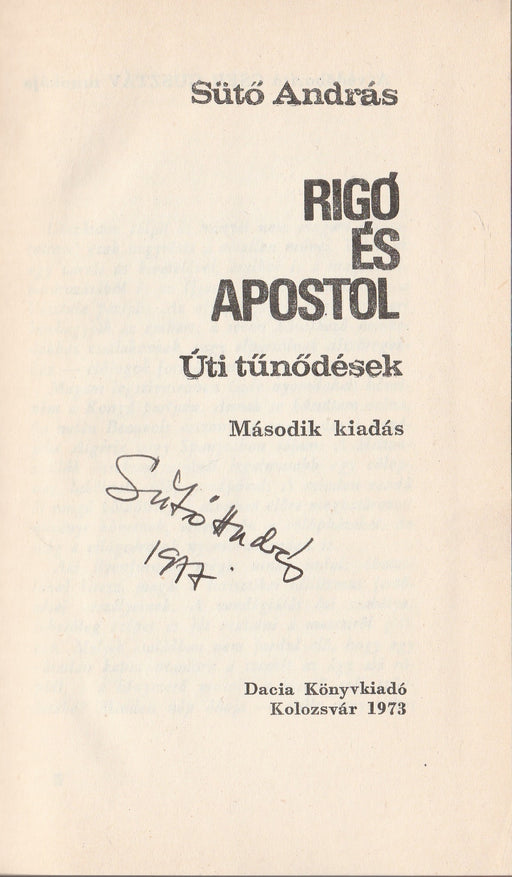 Sütő András
RIGÓ
ÉS
APOSTOL
Úti tűnődések
Második kiadás
Sütő András
1977.
Dacia Könyvkiadó
Kolozsvár 1973